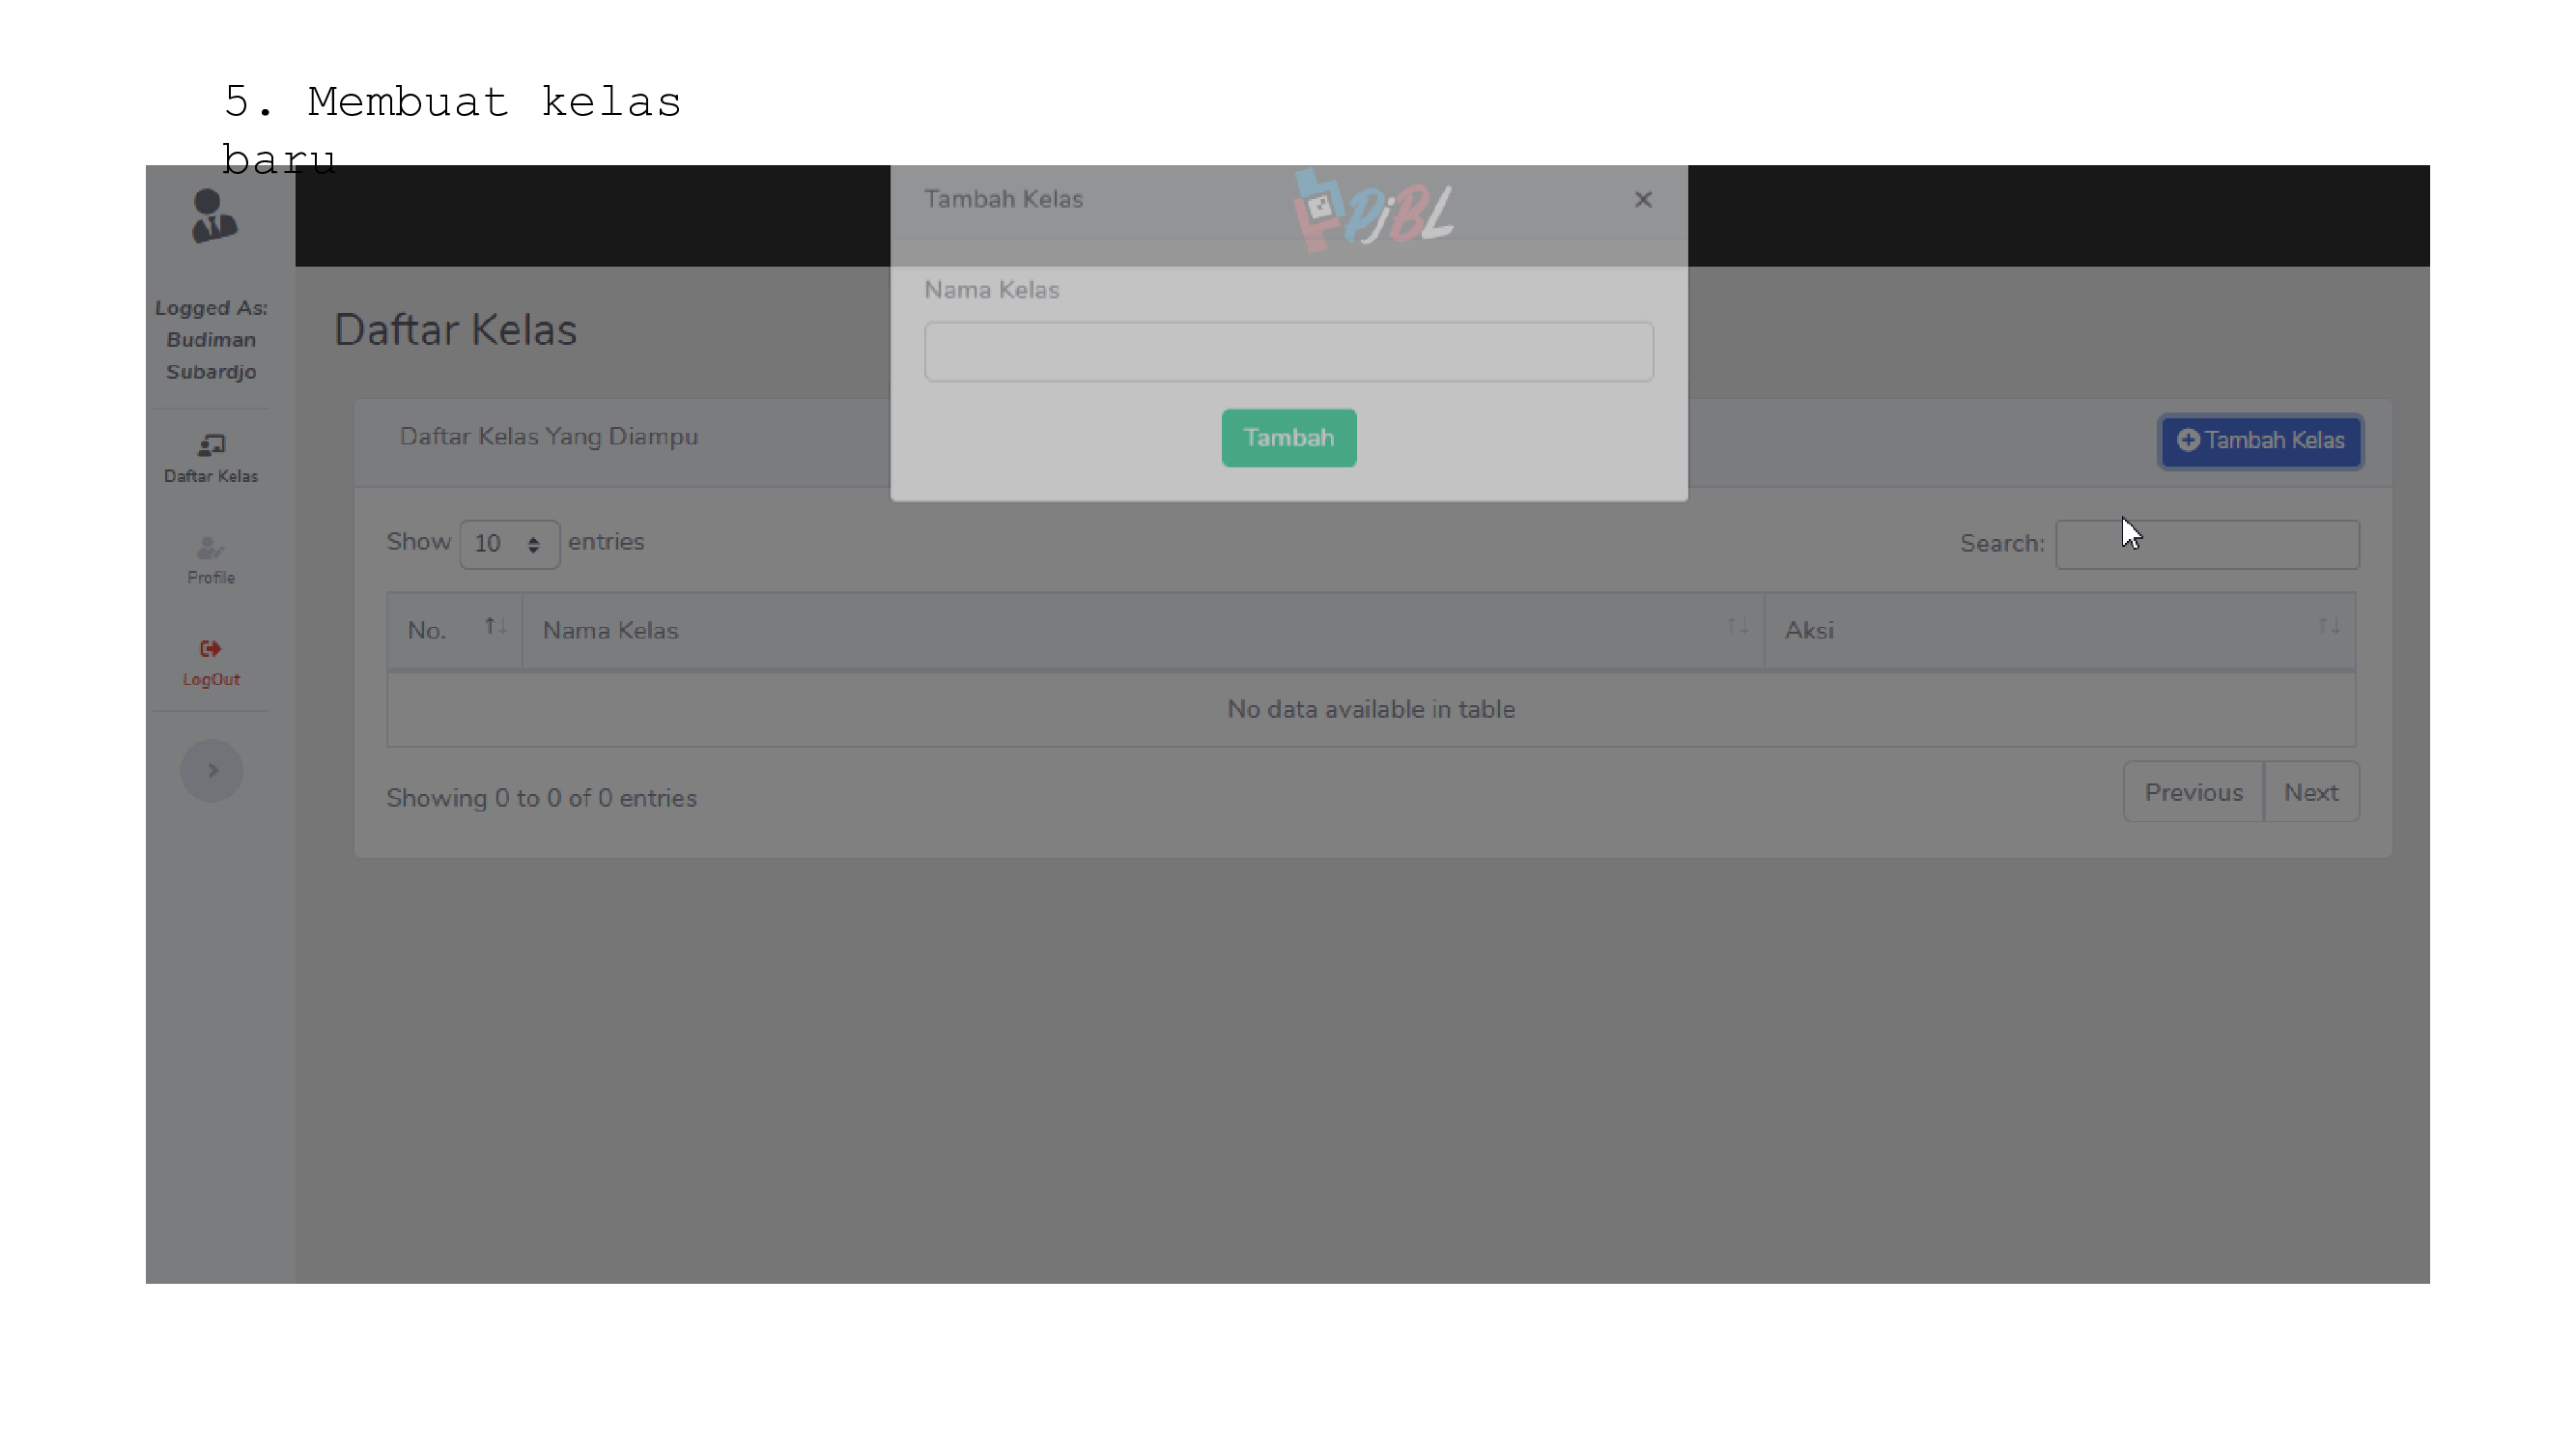 5. Membuat kelas
baru
Tambah Kelas ×
PjBL
Logged As:
Budiman
Subardjo
Nama Kelas
Daftar Kelas
Tambah
Daftar Kelas Yang Diampu
Tambah Kelas
Daftar Kelas
Profile
LogOut
Show 10 entries
Search:
No. Nama Kelas Aksi
No data available in table
Showing 0 to 0 of 0 entries
Previous Next